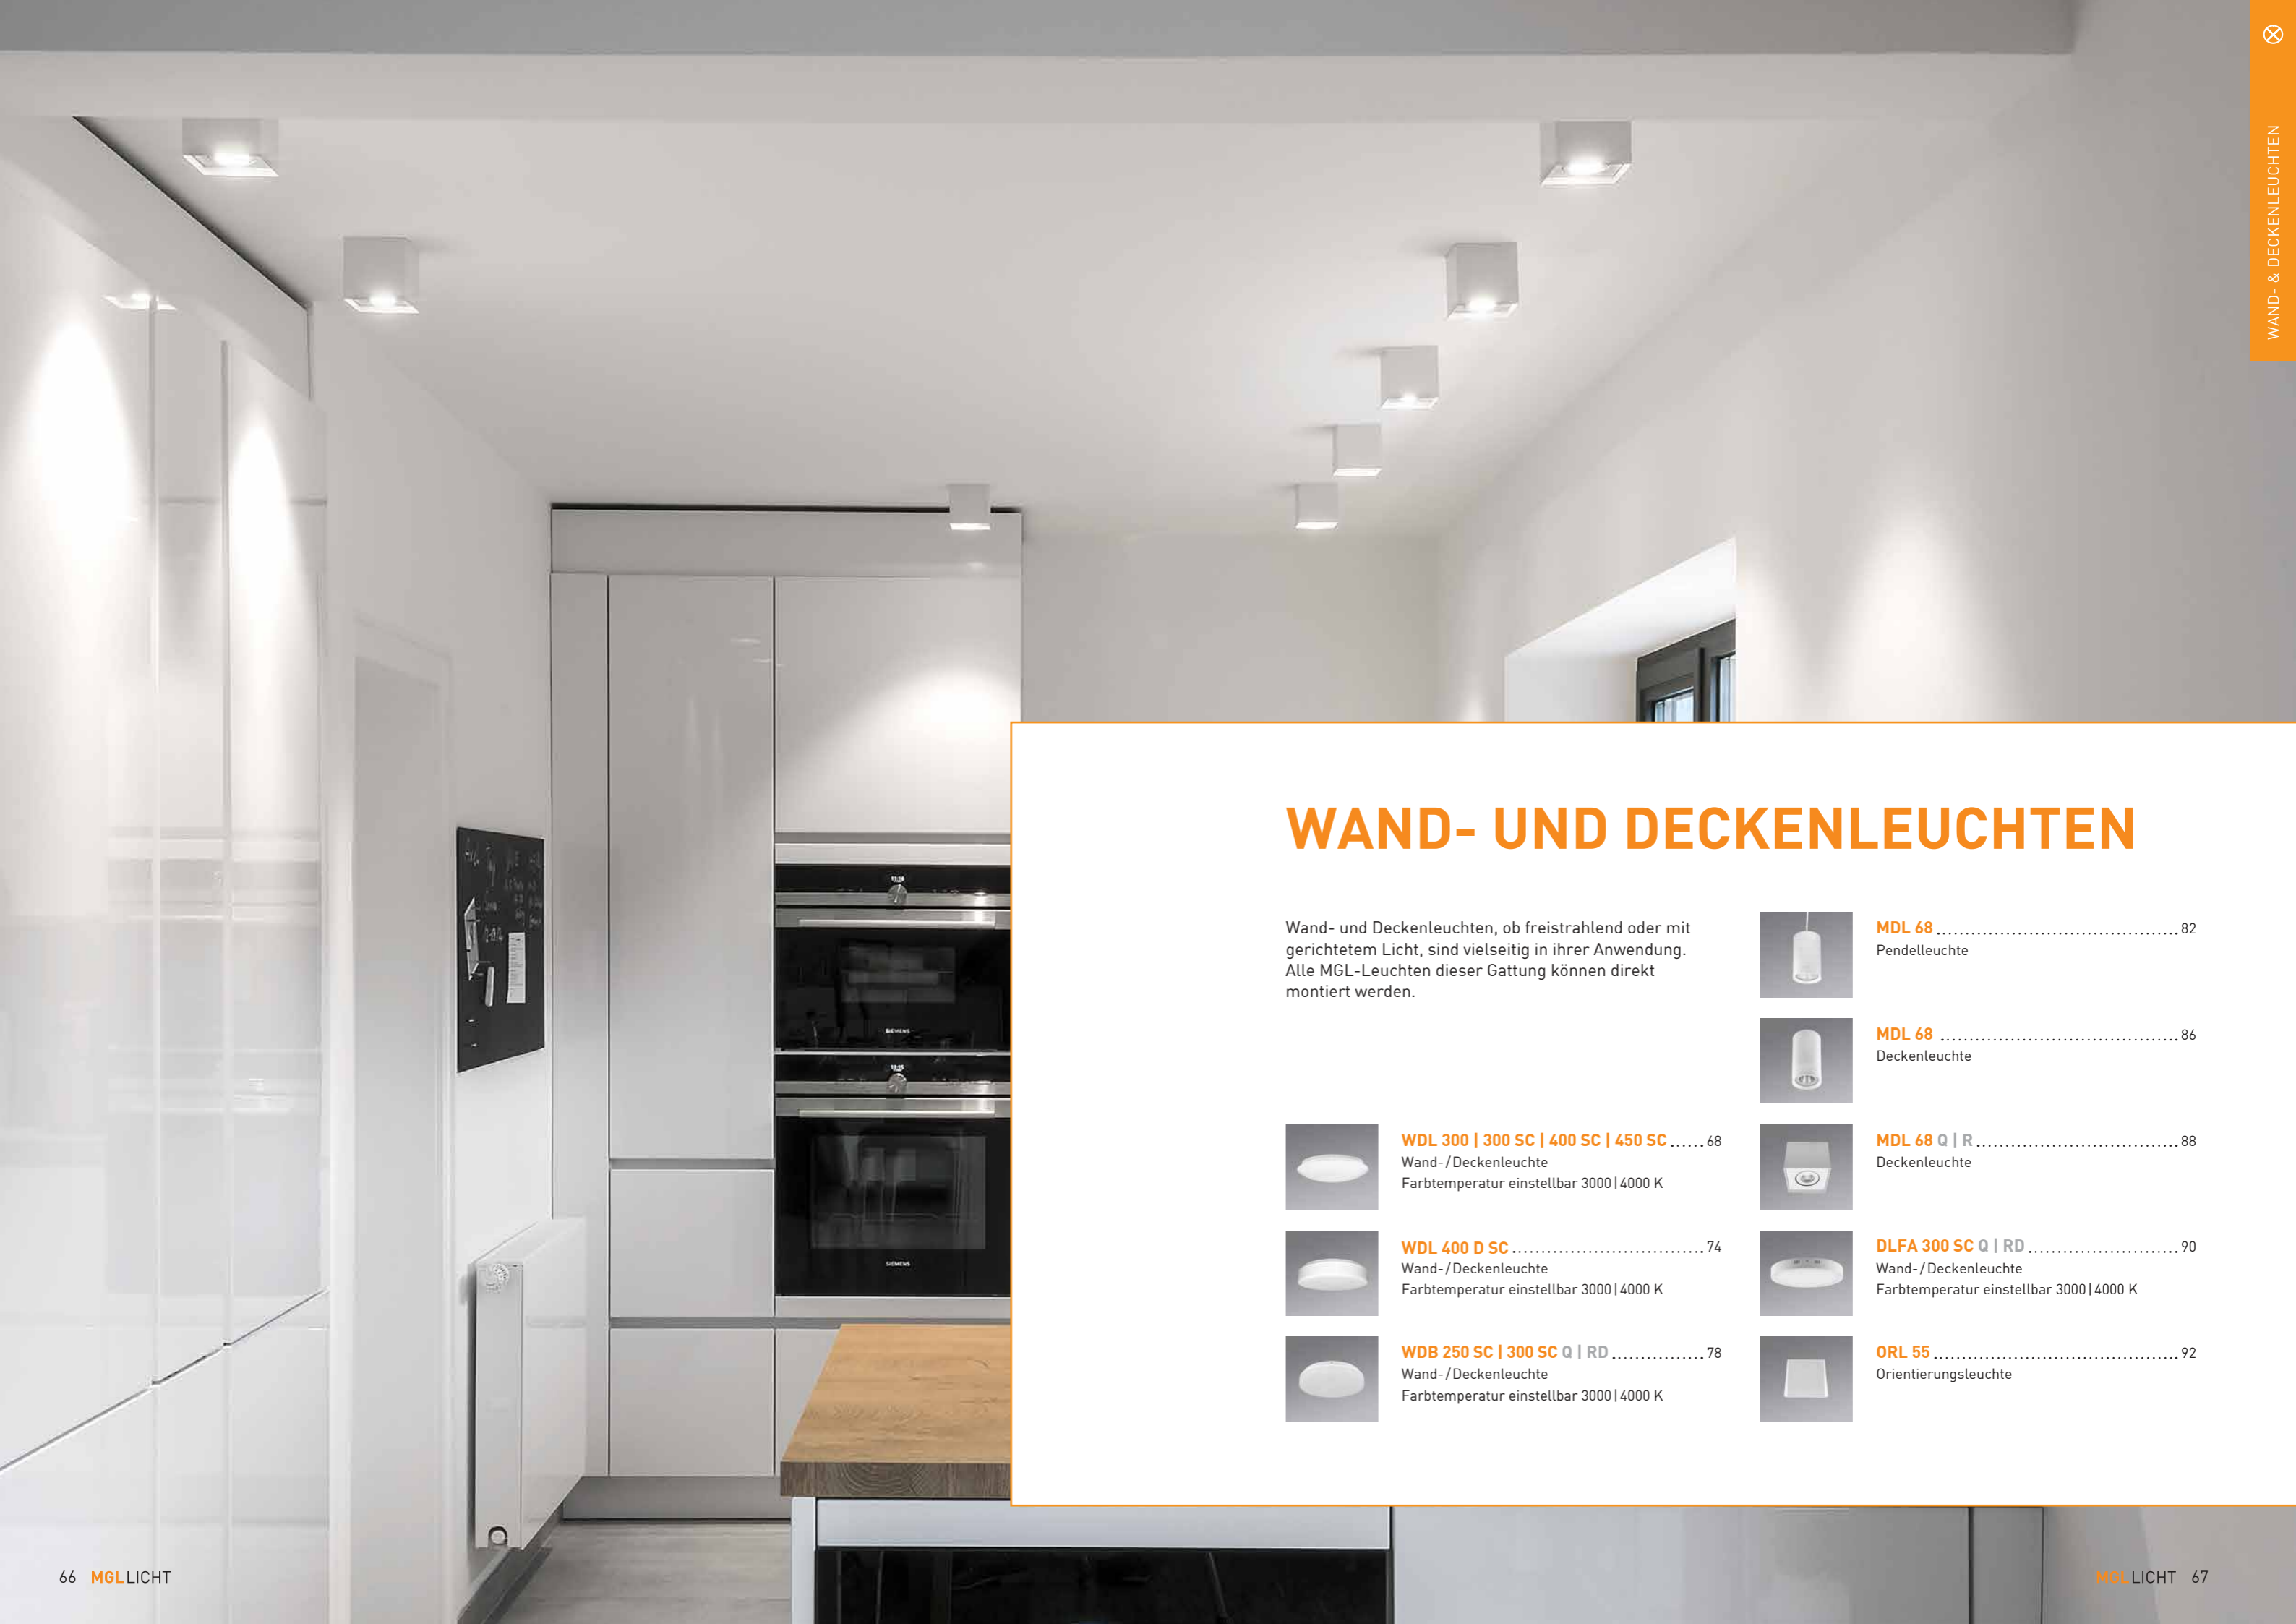 WAND- & DECKENLEUCHTEN
WAND- UND DECKENLEUCHTEN
Wand- und Deckenleuchten, ob freistrahlend oder mit
gerichtetem Licht, sind vielseitig in ihrer Anwendung.
Alle MGL-Leuchten dieser Gattung können direkt
montiert werden.
WDL 300 | 300 SC | 400 SC | 450 SC ...... 68
Wand-/Deckenleuchte
Farbtemperatur einstellbar 3000|4000 K
WDL 400 D SC ................................. 74
Wand-/Deckenleuchte
Farbtemperatur einstellbar 3000|4000 K
WDB 250 SC | 300 SC Q | RD ................ 78
Wand-/Deckenleuchte
Farbtemperatur einstellbar 3000|4000 K
MDL 68 .......................................... 82
Pendelleuchte
MDL 68 ......................................... 86
Deckenleuchte
MDL 68 Q | R ................................... 88
Deckenleuchte
DLFA 300 SC Q | RD .......................... 90
Wand-/Deckenleuchte
Farbtemperatur einstellbar 3000|4000 K
ORL 55 .......................................... 92
Orientierungsleuchte
SIEMENS
SIEMENS
66 MGLLICHT
MGLLICHT 67